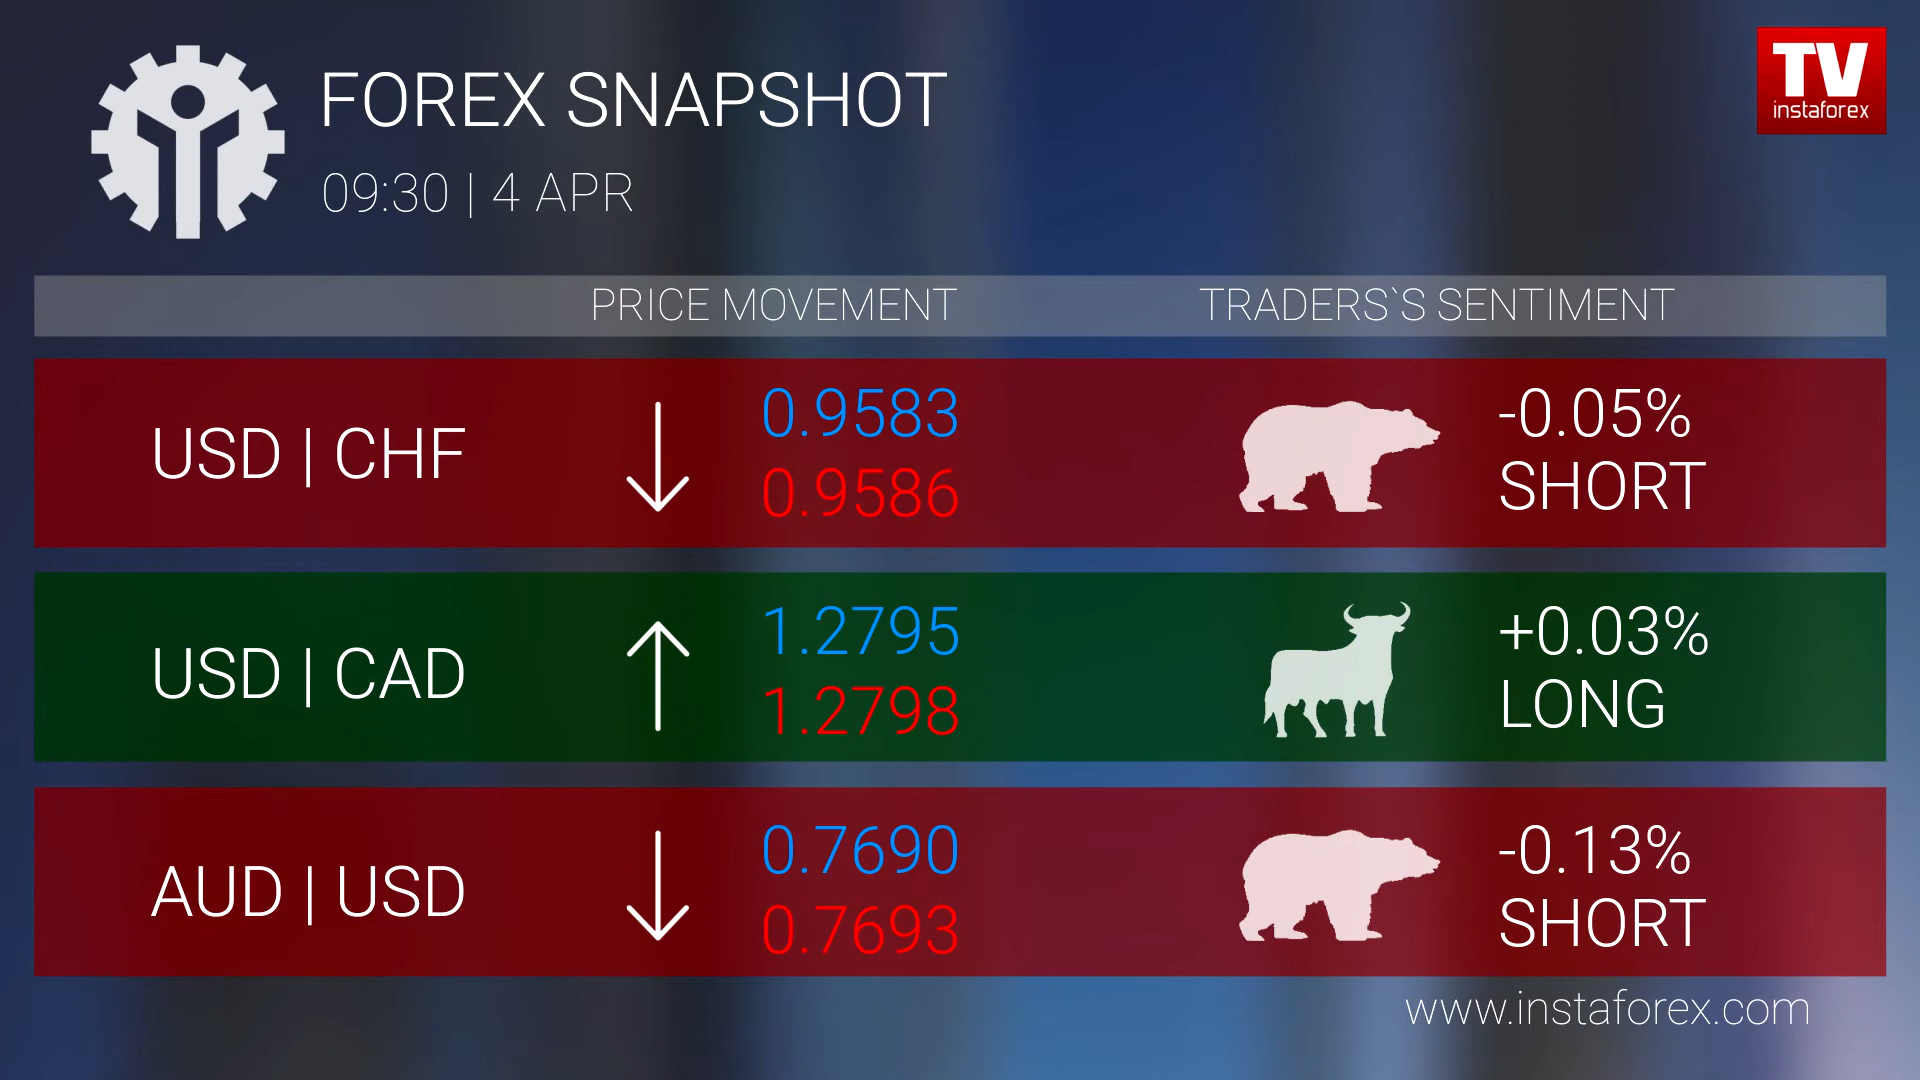 FOREX SNAPSHOT
09:30 | 4 APR
TV
instaforex
PRICE MOVEMENT
TRADERS`S SENTIMENT
USD | CHF
0.9583
0.9586
-0.05%
SHORT
USD | CAD
1.2795
1.2798
+0.03%
LONG
AUD | USD
0.7690
0.7693
-0.13%
SHORT
www.instaforex.com